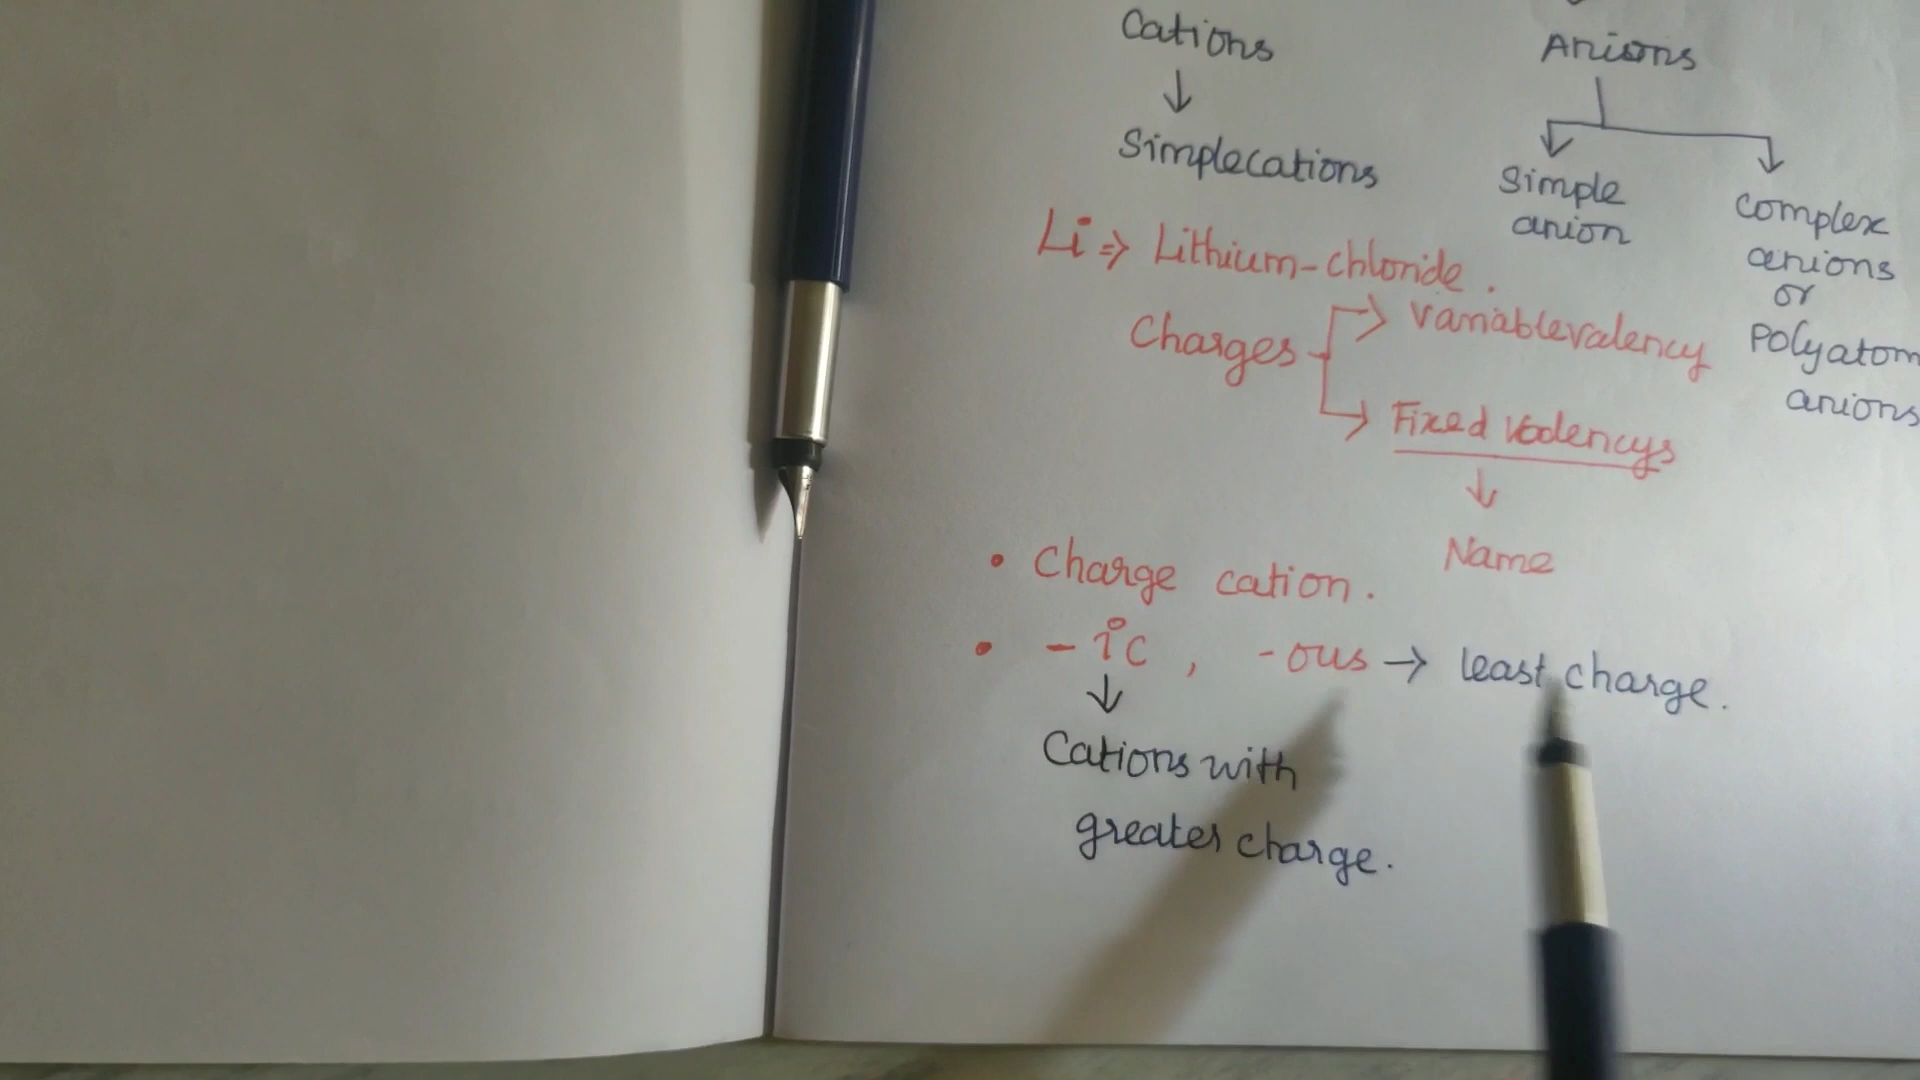 Cations
Anions
Simplecations
Simple
anion
complex
anions
or
Polyatom
anions
Li => Lithium-chloride.
Charges
Variablevalency
Fixed Valencys
Name
• Charge cation.
• -ic, -ous → least charge.
Cations with
greater charge.